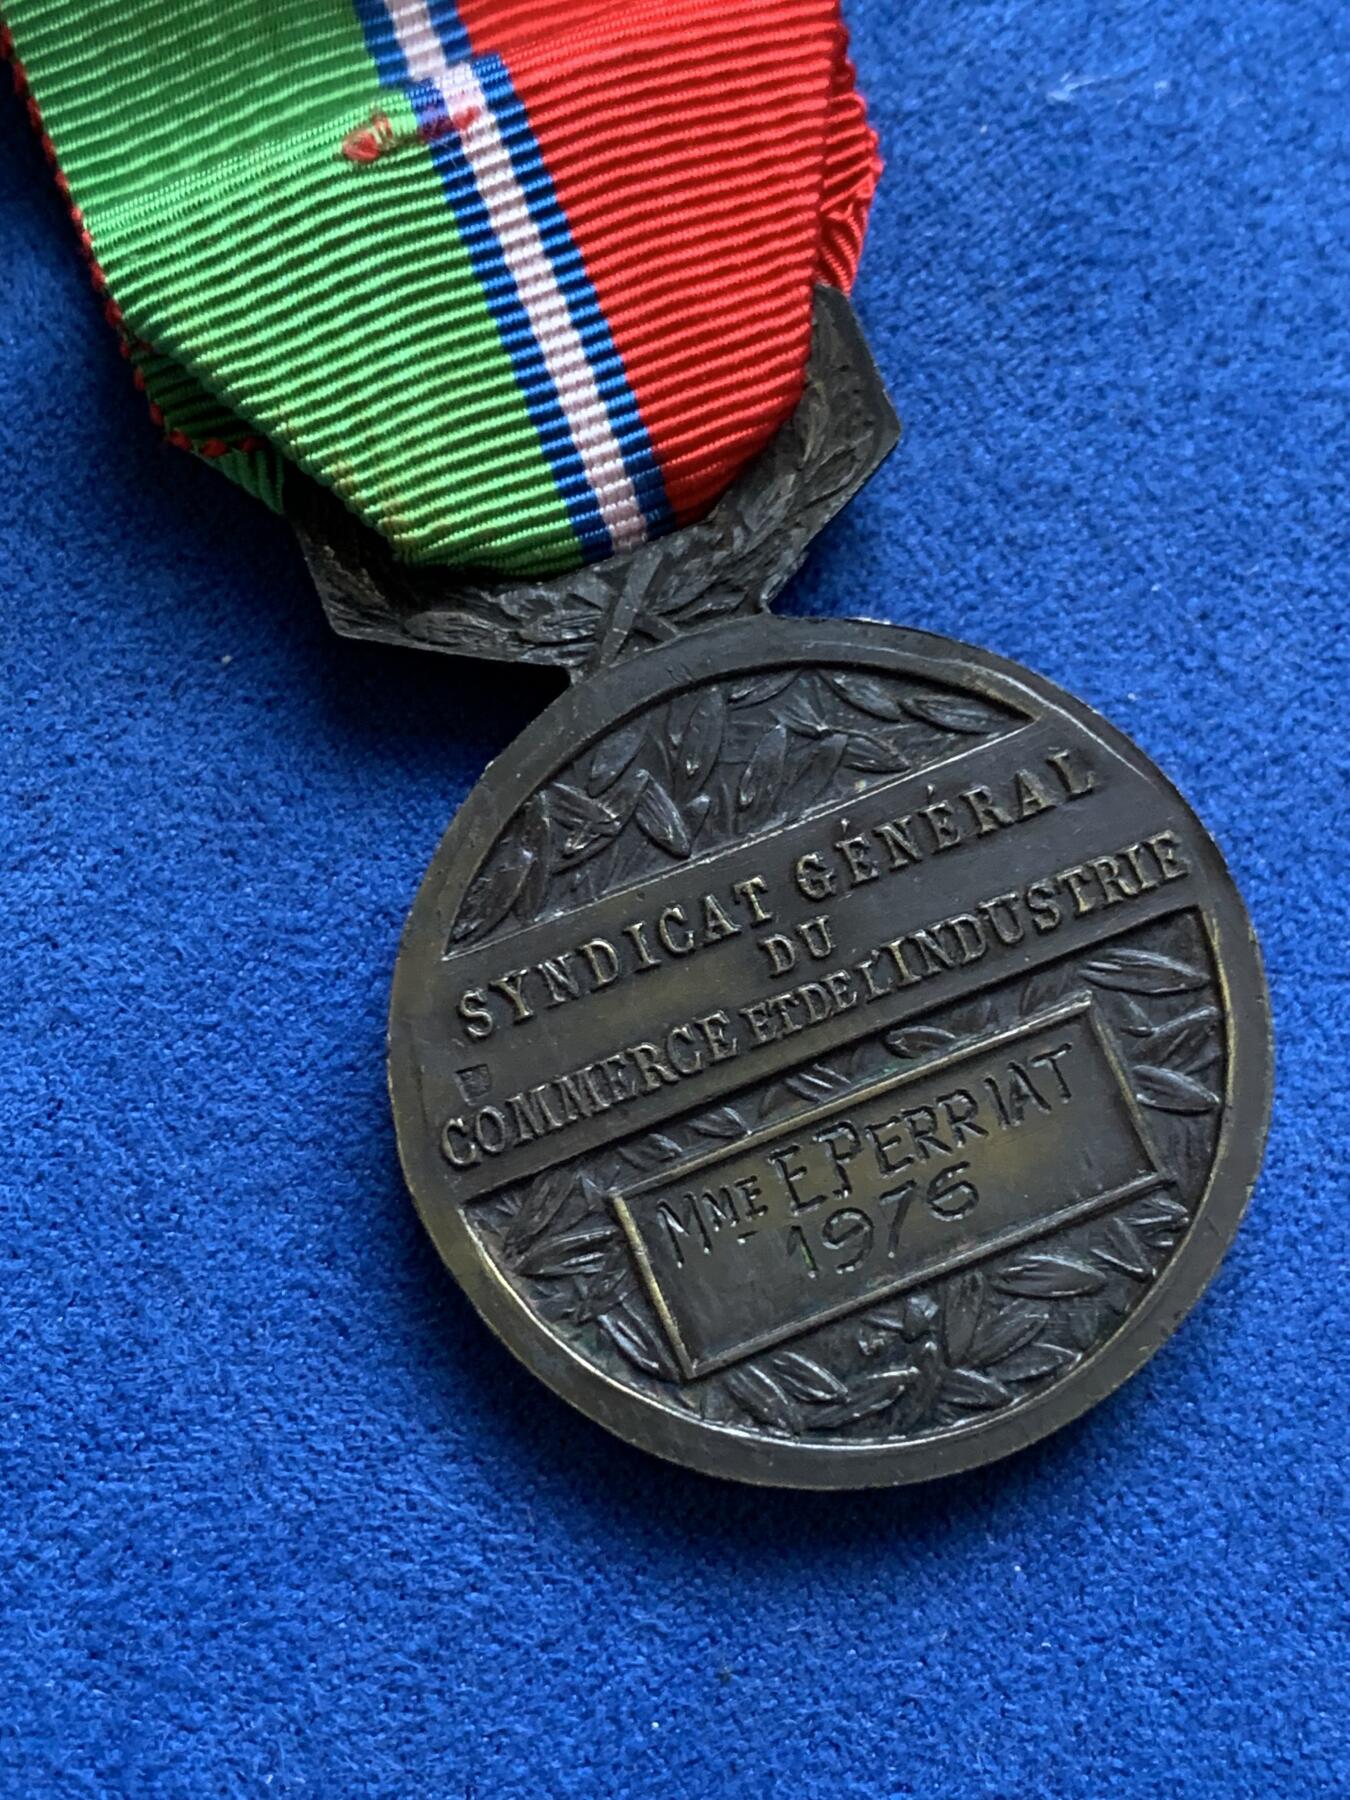 SYNDICAT GÉNÉRAL
DU
COMMERCE ET DE L'INDUSTRIE
MME E. PERRIAT
1976